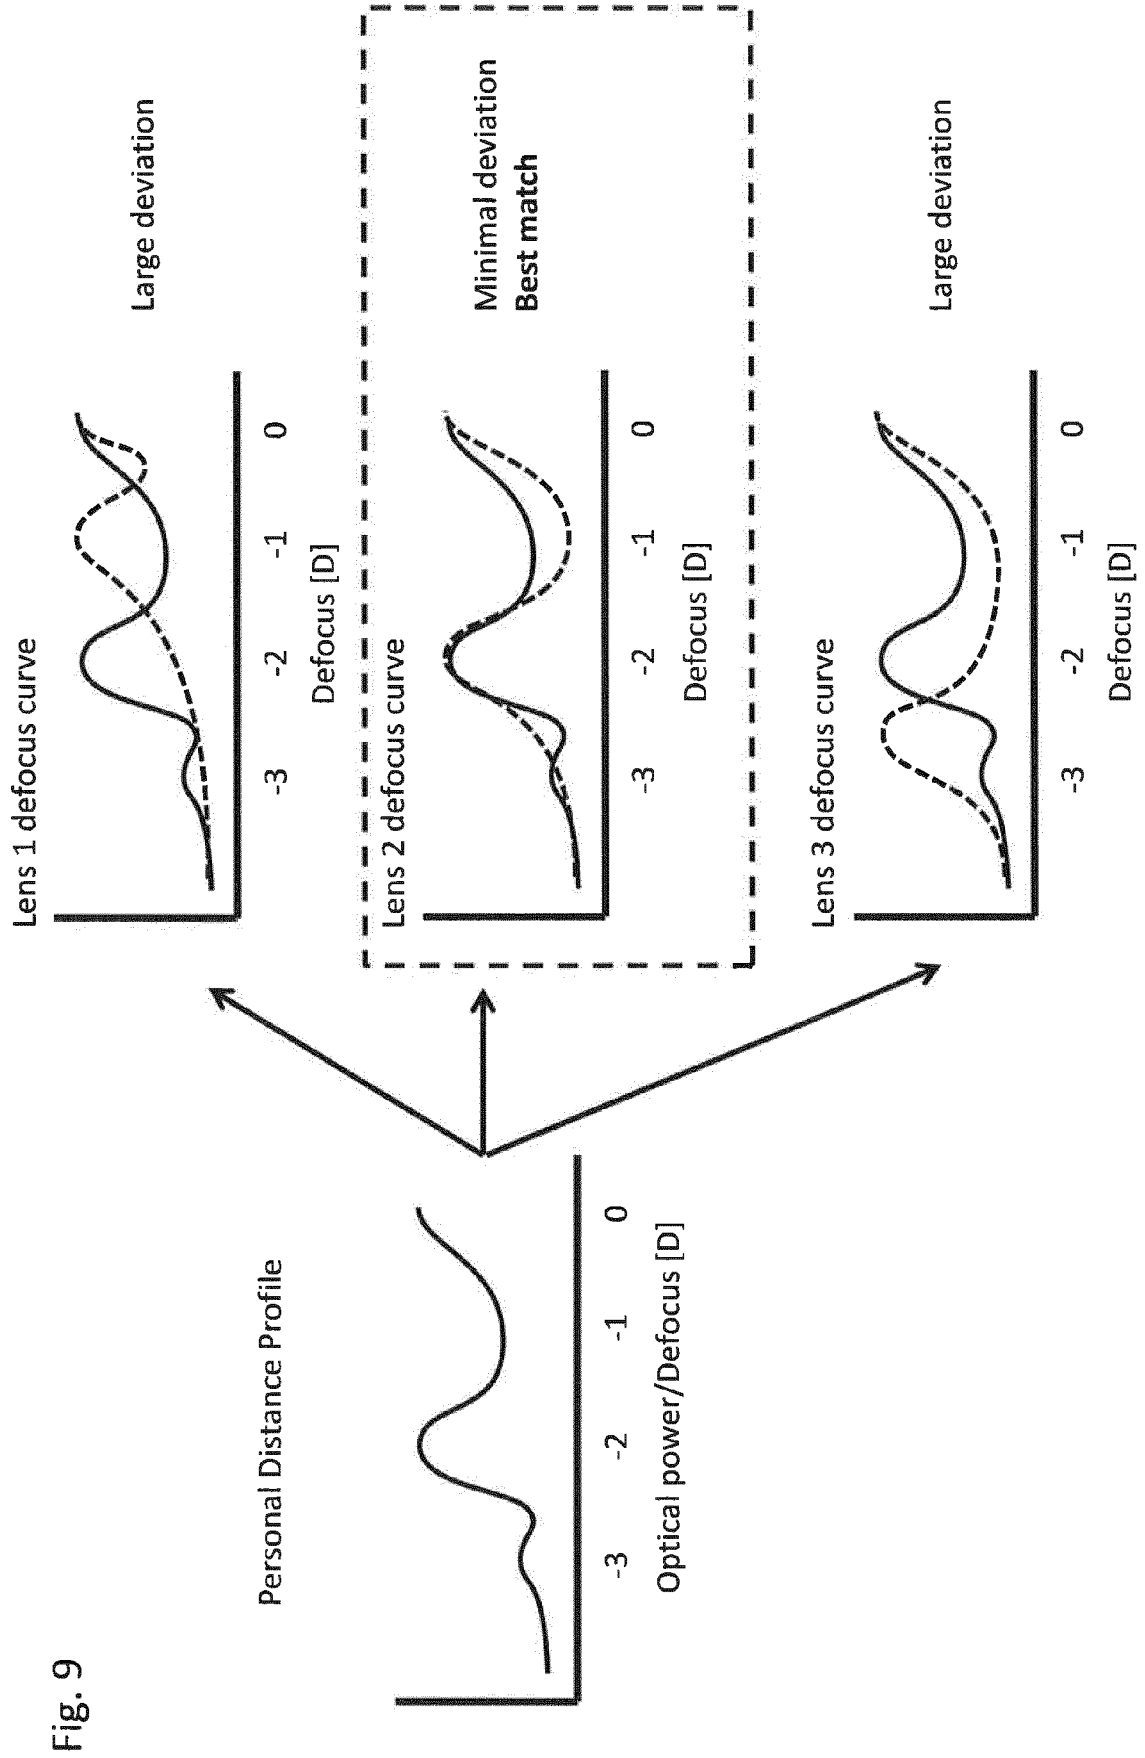 Fig. 9
Personal Distance Profile
-3 -2 -1 0
Optical power/Defocus [D]
Lens 1 defocus curve
-3 -2 -1 0
Defocus [D]
Large deviation
Lens 2 defocus curve
-3 -2 -1 0
Defocus [D]
Minimal deviation
Best match
Lens 3 defocus curve
-3 -2 -1 0
Defocus [D]
Large deviation